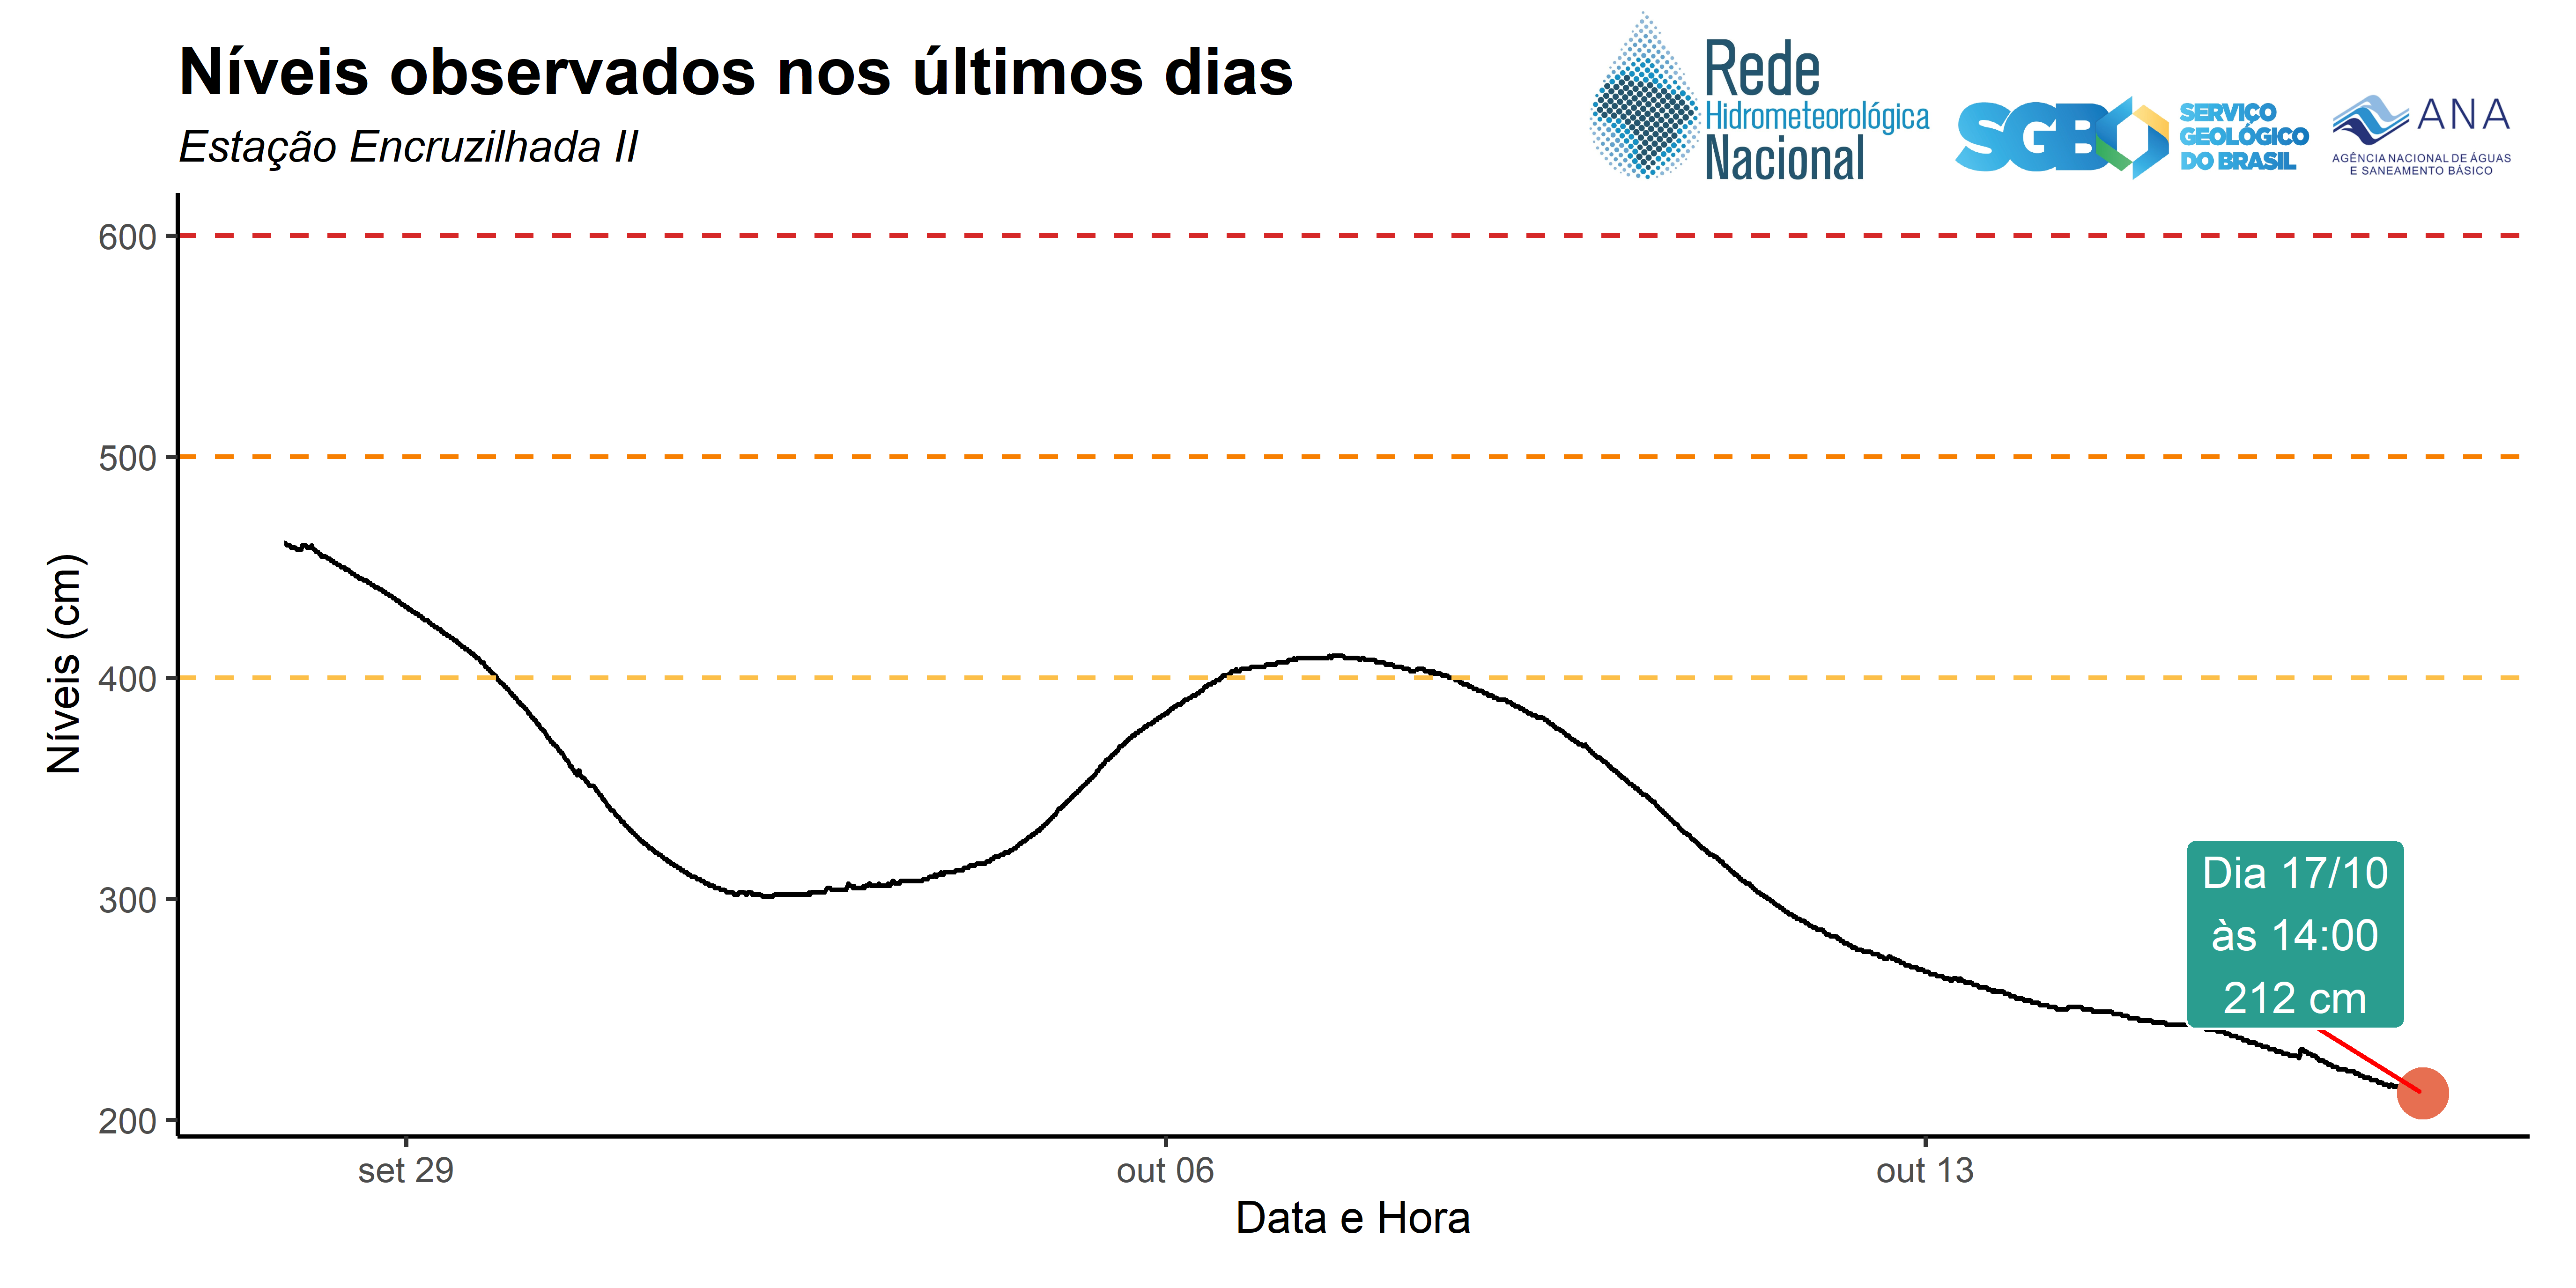 Níveis observados nos últimos dias
Estação Encruzilhada II
Rede
Hidrometeorológica
Nacional
SGB
SERVIÇO
GEOLÓGICO
DO BRASIL
ANA
AGÊNCIA NACIONAL DE ÁGUAS
E SANEAMENTO BÁSICO
Níveis (cm)
600
500
400
300
200
Dia 17/10
às 14:00
212 cm
set 29
out 06
out 13
Data e Hora